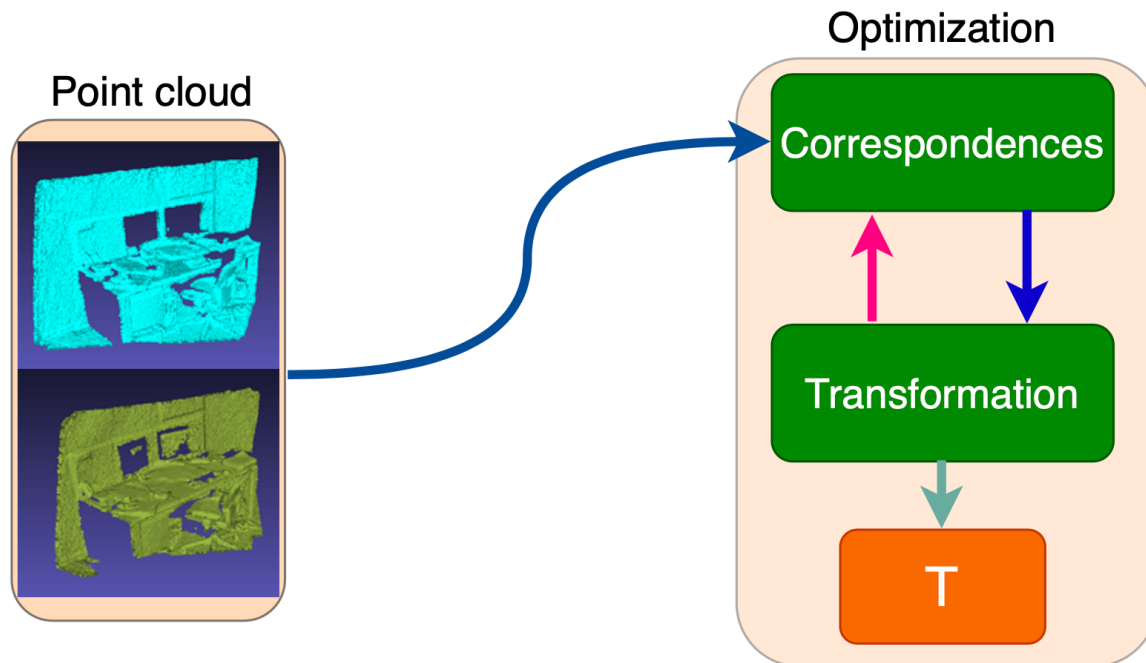 Point cloud
Optimization
Correspondences
Transformation
T